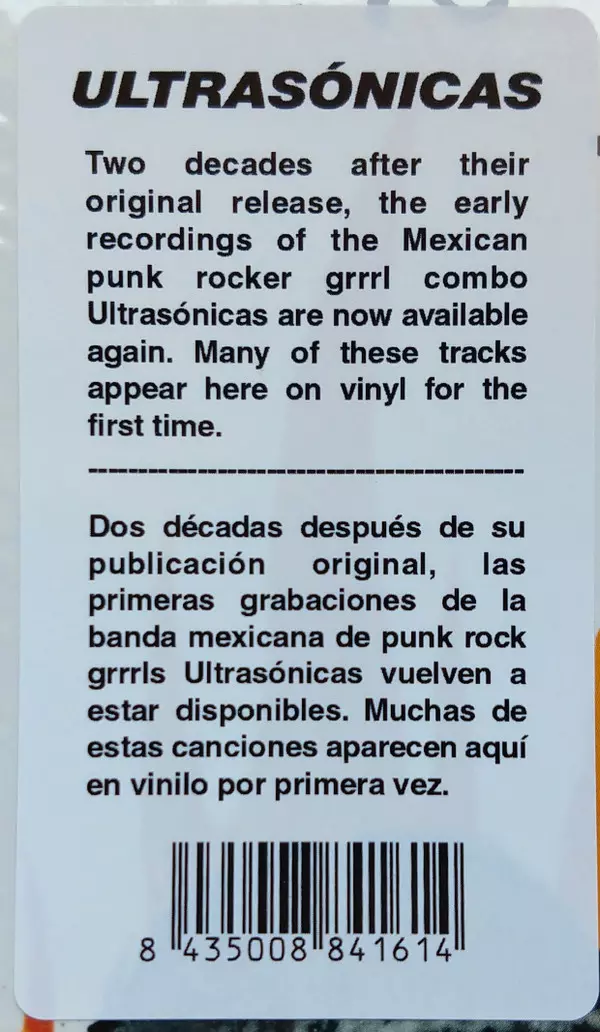 ULTRASÓNICAS
Two decades after their
original release, the early
recordings of the Mexican
punk rocker grrrl combo
Ultrasónicas are now available
again. Many of these tracks
appear here on vinyl for the
first time.
--------------------------------------------
Dos décadas después de su
publicación original, las
primeras grabaciones de la
banda mexicana de punk rock
grrrls Ultrasónicas vuelven a
estar disponibles. Muchas de
estas canciones aparecen aquí
en vinilo por primera vez.
8 435008 841614